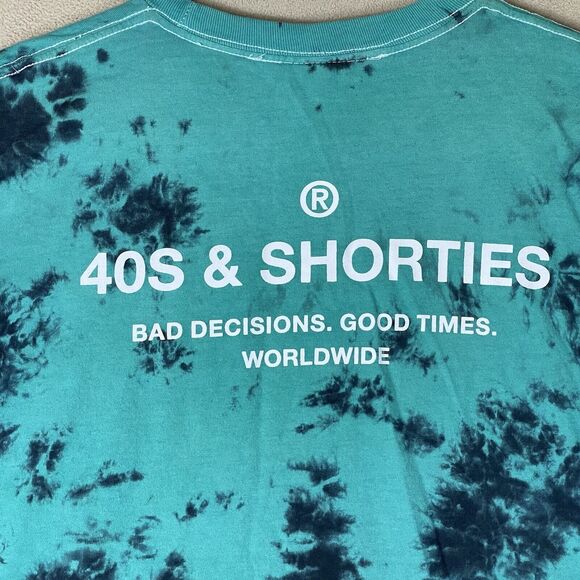 ®
40S & SHORTIES
BAD DECISIONS. GOOD TIMES.
WORLDWIDE